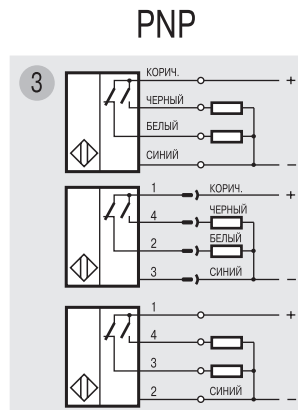 PNP
3
КОРИЧ. +
ЧЕРНЫЙ
БЕЛЫЙ
СИНИЙ −
1 КОРИЧ. +
4 ЧЕРНЫЙ
2 БЕЛЫЙ
3 СИНИЙ −
1 +
4
3
2 СИНИЙ −